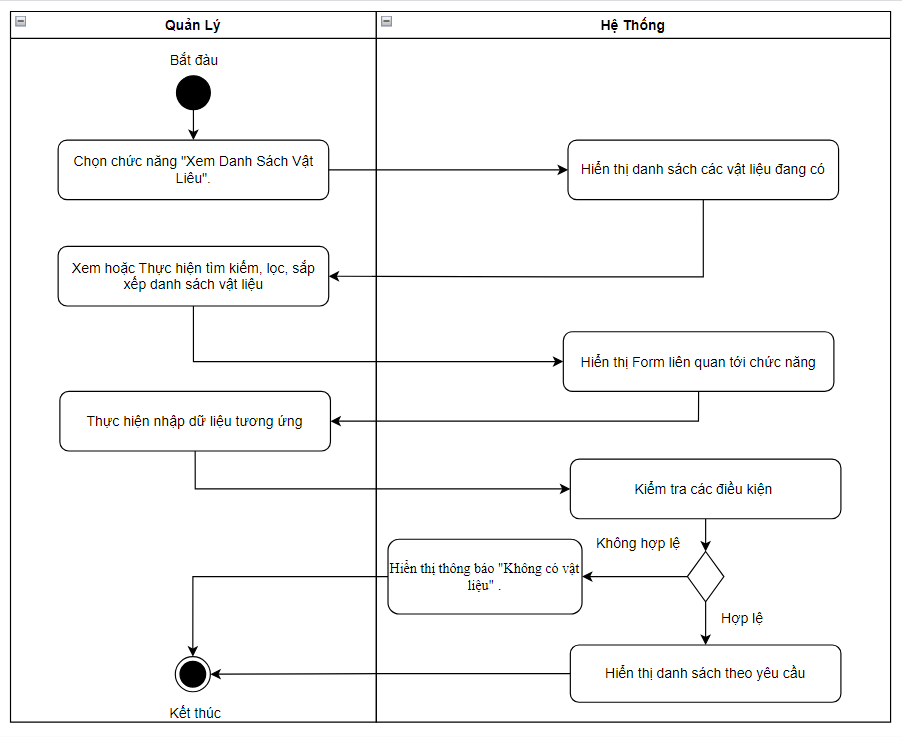 Quản Lý
Hệ Thống
Bắt đàu
Chọn chức năng "Xem Danh Sách Vật
Liêu".
Hiển thị danh sách các vật liệu đang có
Xem hoặc Thực hiện tìm kiếm, lọc, sắp
xếp danh sách vật liệu
Hiển thị Form liên quan tới chức năng
Thực hiện nhập dữ liệu tương ứng
Kiểm tra các điều kiện
Không hợp lệ
Hiển thị thông báo "Không có vật
liệu" .
Hợp lệ
Hiển thị danh sách theo yêu cầu
Kết thúc